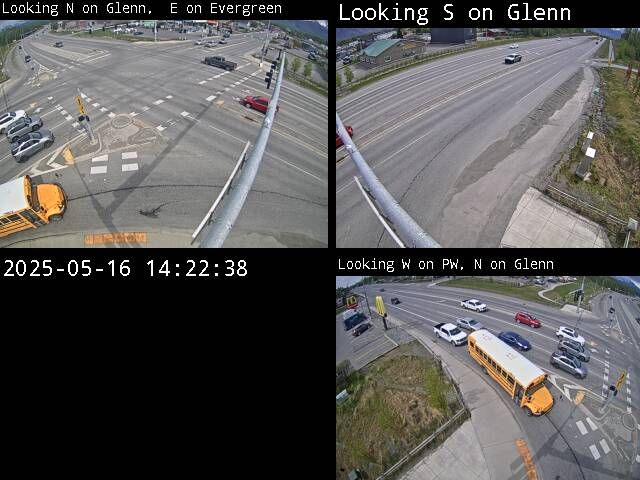 Looking N on Glenn,  E on Evergreen
Looking S on Glenn
2025-05-16 14:22:38
Looking W on PW, N on Glenn